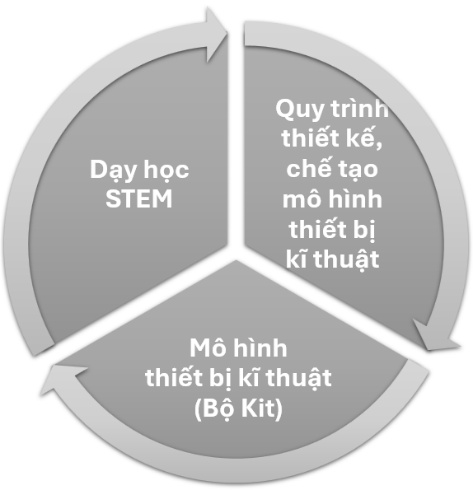 Dạy học
STEM
Quy trình
thiết kế,
chế tạo
mô hình
thiết bị
kĩ thuật
Mô hình
thiết bị kĩ thuật
(Bộ Kit)